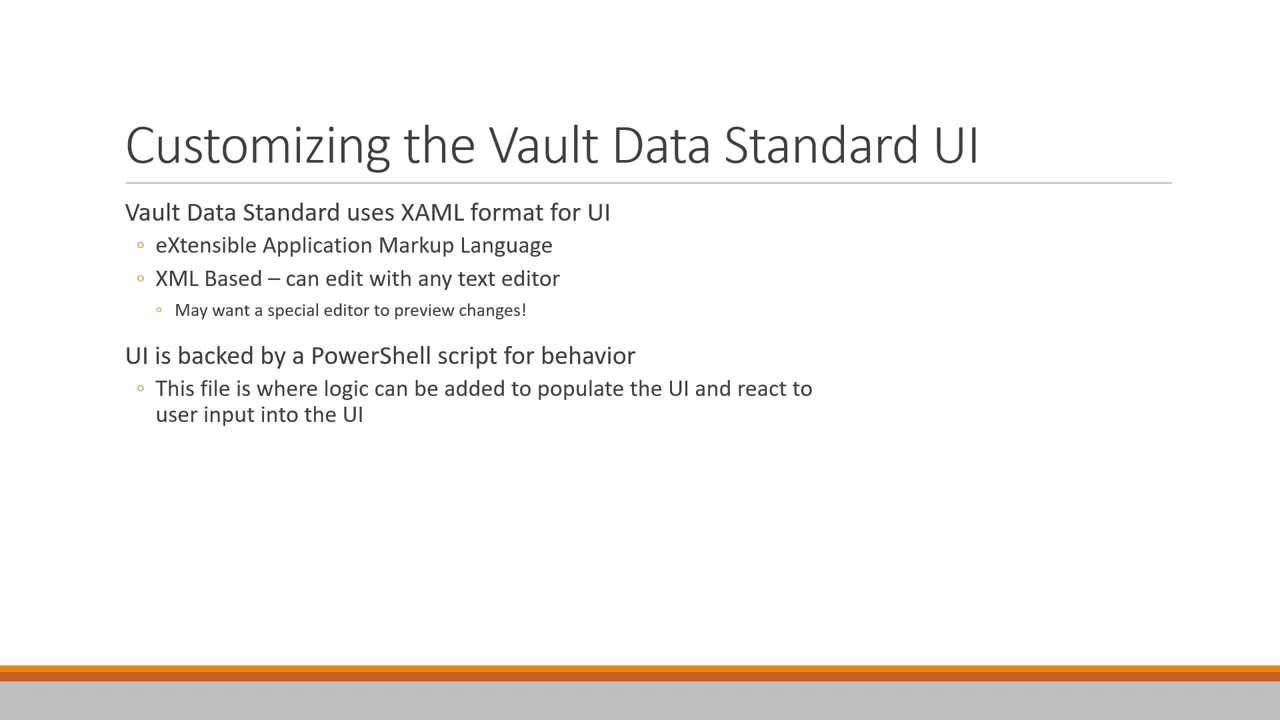 Customizing the Vault Data Standard UI
Vault Data Standard uses XAML format for UI
◦ eXtensible Application Markup Language
◦ XML Based – can edit with any text editor
◦ May want a special editor to preview changes!
UI is backed by a PowerShell script for behavior
◦ This file is where logic can be added to populate the UI and react to
user input into the UI